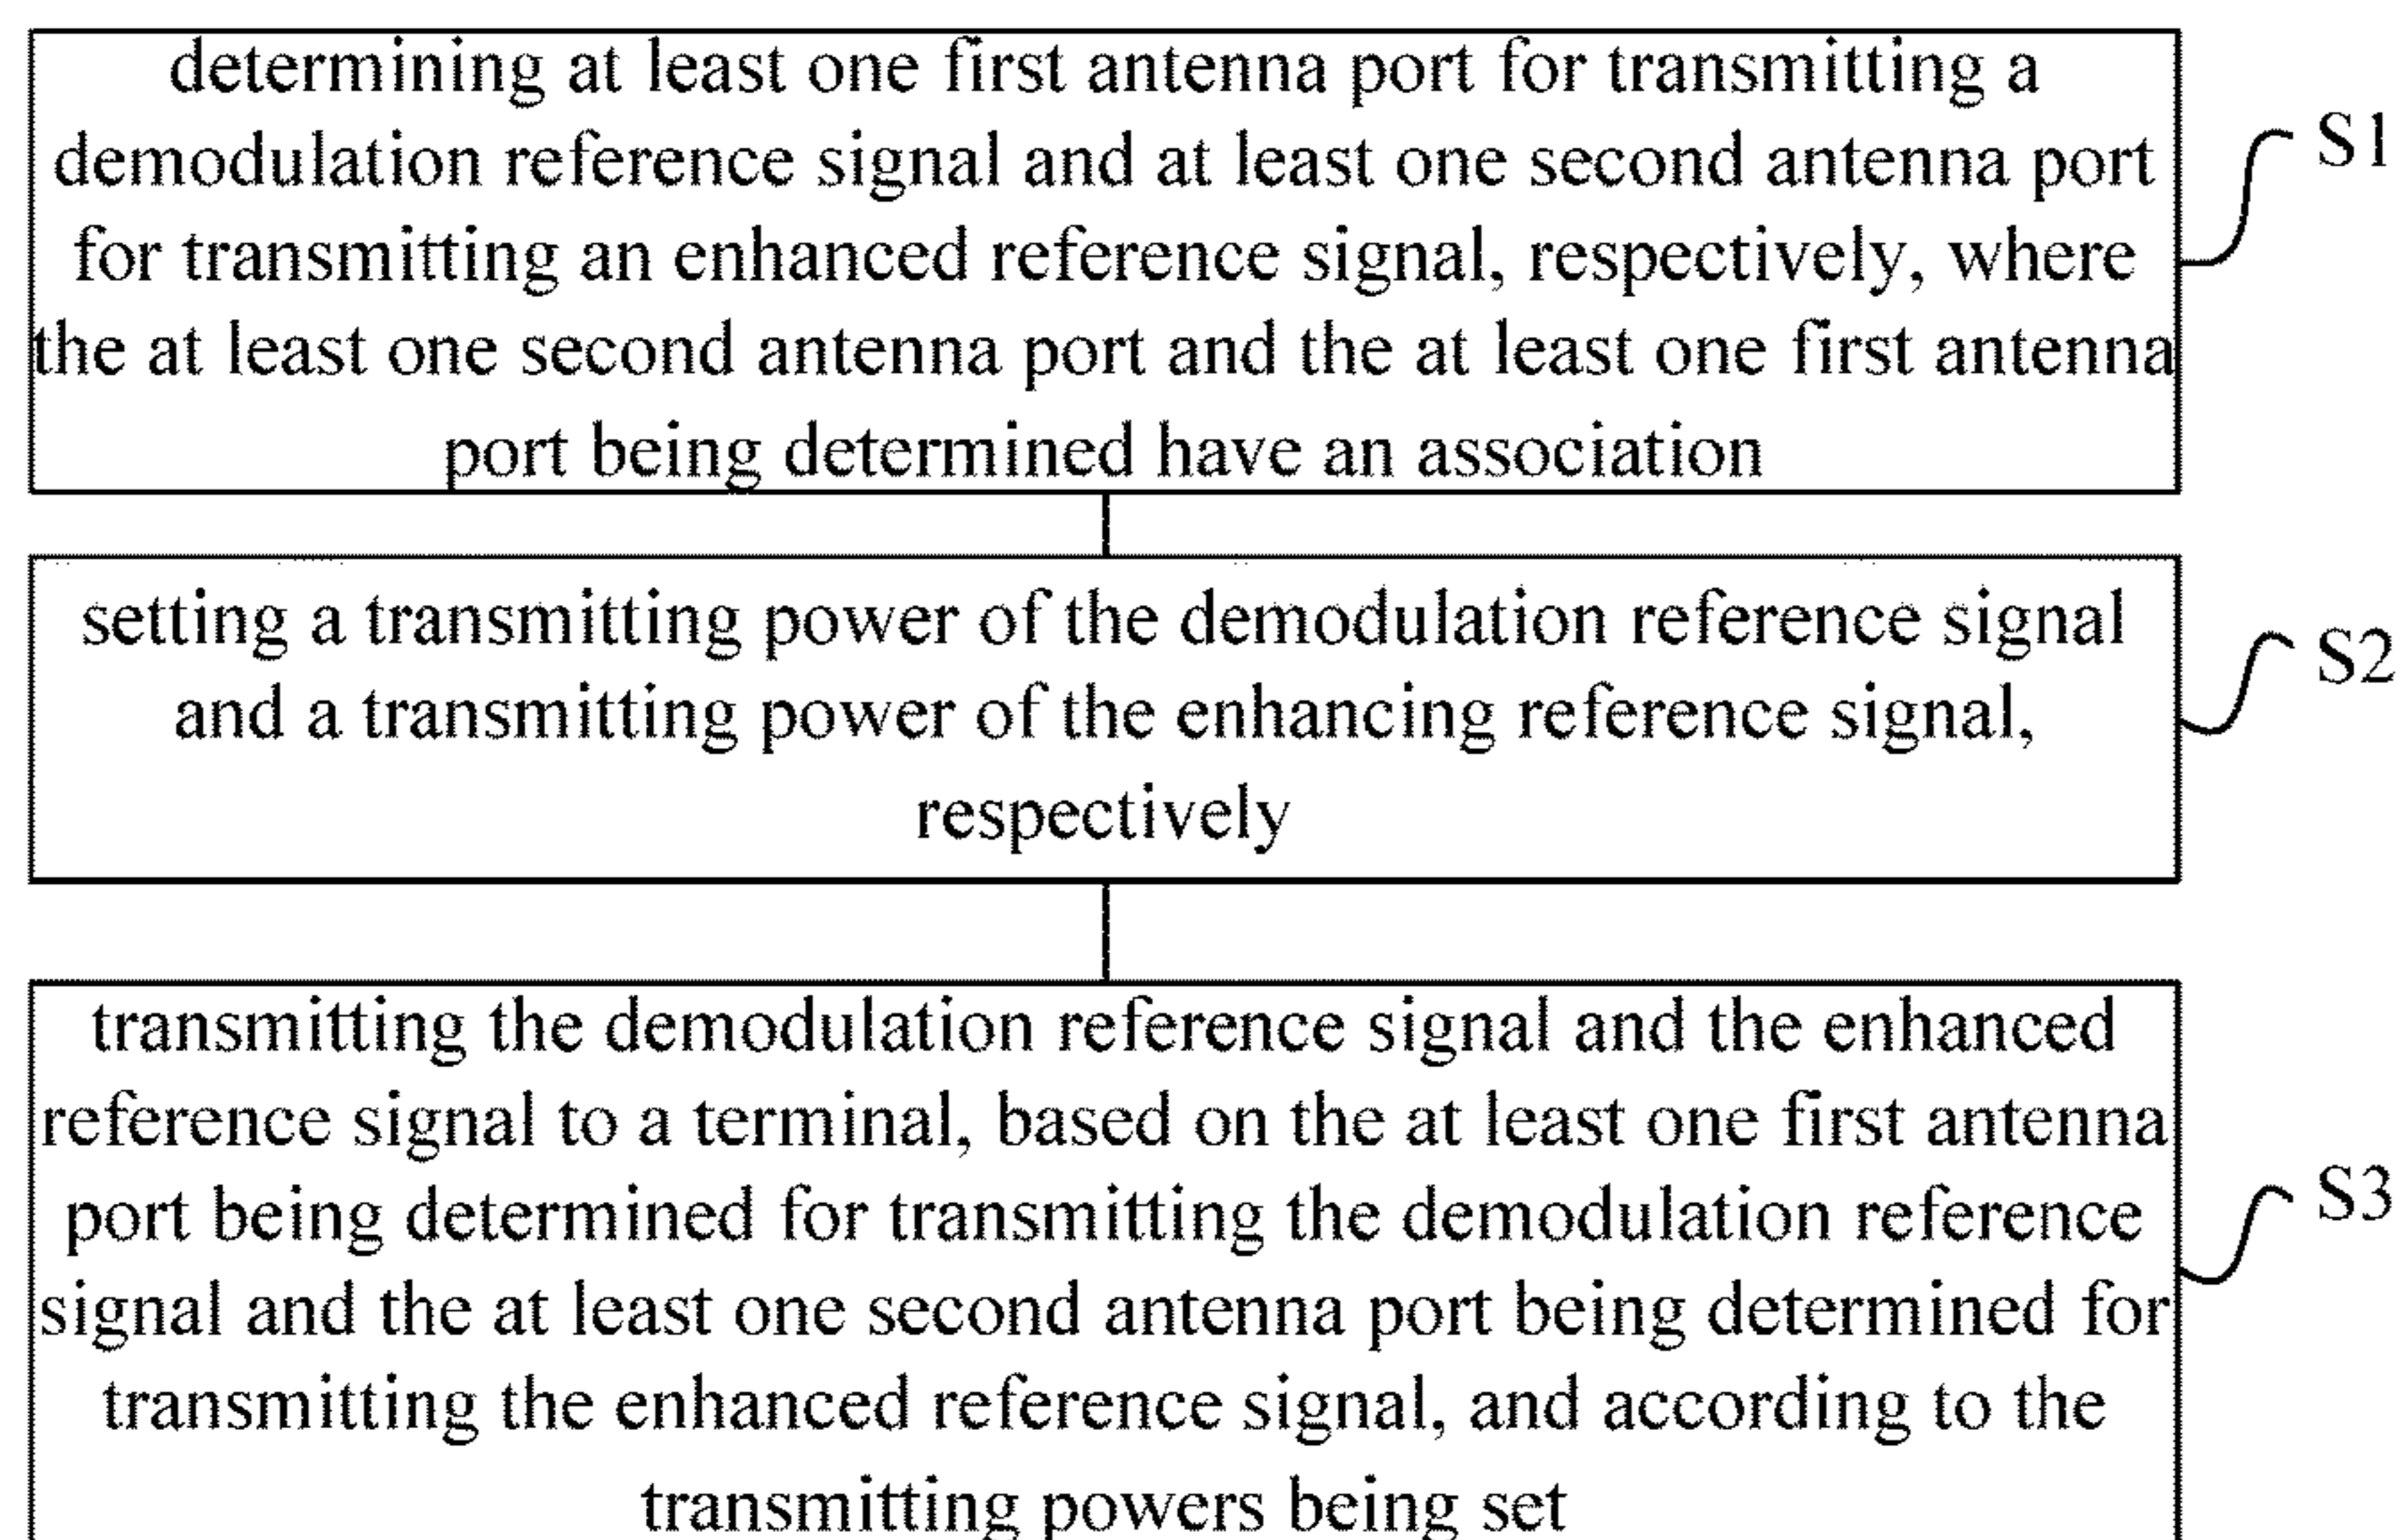 determining at least one first antenna port for transmitting a
demodulation reference signal and at least one second antenna port
for transmitting an enhanced reference signal, respectively, where
the at least one second antenna port and the at least one first antenna
port being determined have an association
S1
setting a transmitting power of the demodulation reference signal
and a transmitting power of the enhancing reference signal,
respectively
S2
transmitting the demodulation reference signal and the enhanced
reference signal to a terminal, based on the at least one first antenna
port being determined for transmitting the demodulation reference
signal and the at least one second antenna port being determined for
transmitting the enhanced reference signal, and according to the
transmitting powers being set
S3